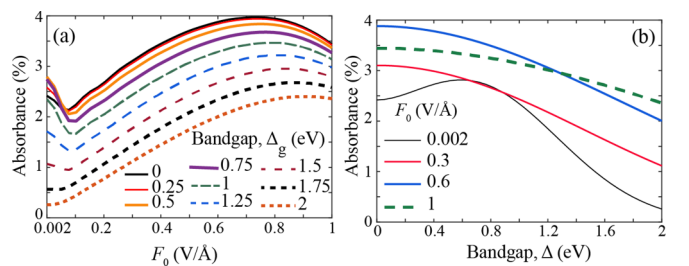 (a)
Absorbance (%)
4
3
2
1
0
0.002 0.2 0.4 0.6 0.8 1
F0 (V/Å)
Bandgap, Δg (eV)
0
0.25
0.5
0.75
1
1.25
1.5
1.75
2
(b)
Absorbance (%)
4
3
2
1
0
0 0.4 0.8 1.2 1.6 2
Bandgap, Δ (eV)
F0 (V/Å)
0.002
0.3
0.6
1